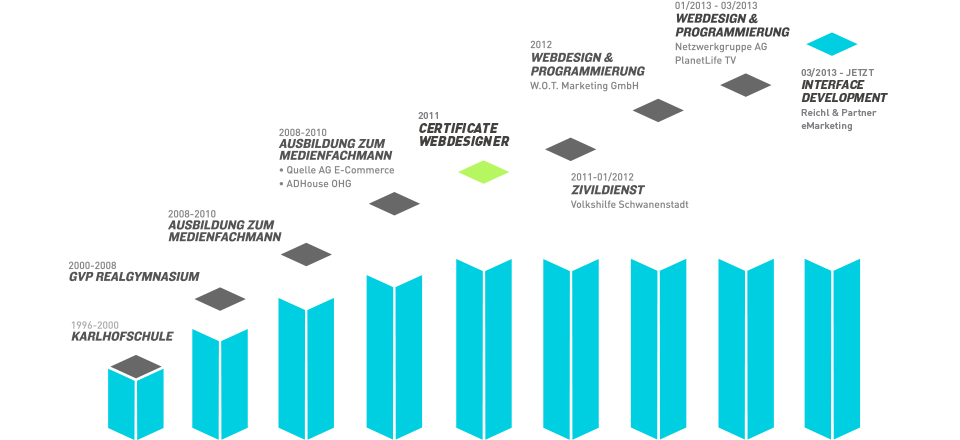 1996-2000
KARLHOFSCHULE
2000-2008
GVP REALGYMNASIUM
2008-2010
AUSBILDUNG ZUM
MEDIENFACHMANN
2008-2010
AUSBILDUNG ZUM
MEDIENFACHMANN
• Quelle AG E-Commerce
• ADHouse OHG
2011
CERTIFICATE
WEBDESIGNER
2011-01/2012
ZIVILDIENST
Volkshilfe Schwanenstadt
2012
WEBDESIGN &
PROGRAMMIERUNG
W.O.T. Marketing GmbH
01/2013 - 03/2013
WEBDESIGN &
PROGRAMMIERUNG
Netzwerkgruppe AG
PlanetLife TV
03/2013 - JETZT
INTERFACE
DEVELOPMENT
Reichl & Partner
eMarketing